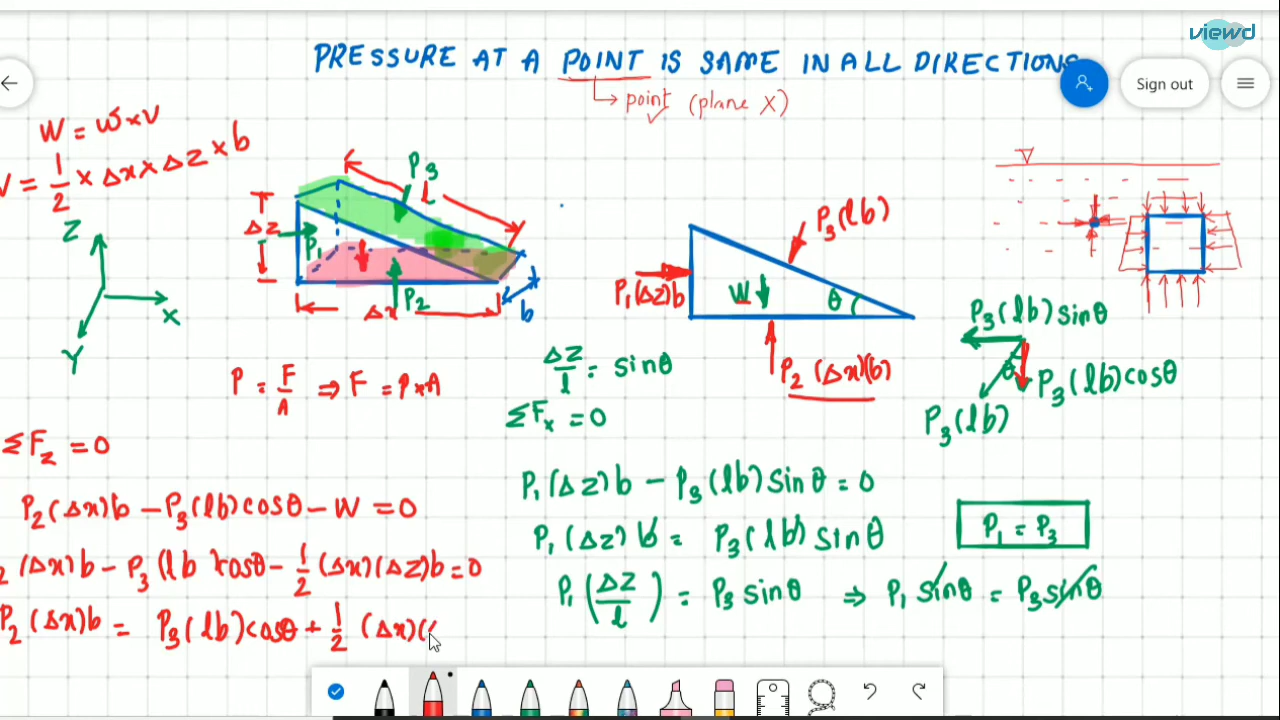 viewd
PRESSURE AT A POINT IS SAME IN ALL DIRECTIONS
Sign out
point (plane X)
W = w×V
V = 1/2 × Δx × Δz × b
Z
X
Y
P3
l
Δz
P1
P2
Δx
b
P3(lb)
P1(Δz)b
W
θ
P2 (Δx)(b)
P3(lb)sinθ
θ
P3(lb)cosθ
P3(lb)
P = F/A ⇒ F = P×A
Δz/l = sinθ
ΣFx = 0
P1(Δz)b - P3(lb)sinθ = 0
P1(Δz)b = P3(lb)sinθ
P1(Δz/l) = P3 sinθ ⇒ P1 sinθ = P3 sinθ
P1 = P3
ΣFz = 0
P2(Δx)b - P3(lb)cosθ - W = 0
2 (Δx)b - P3(lb)cosθ - 1/2 (Δx)(Δz)b = 0
P2 (Δx)b = P3(lb)cosθ + 1/2 (Δx)(